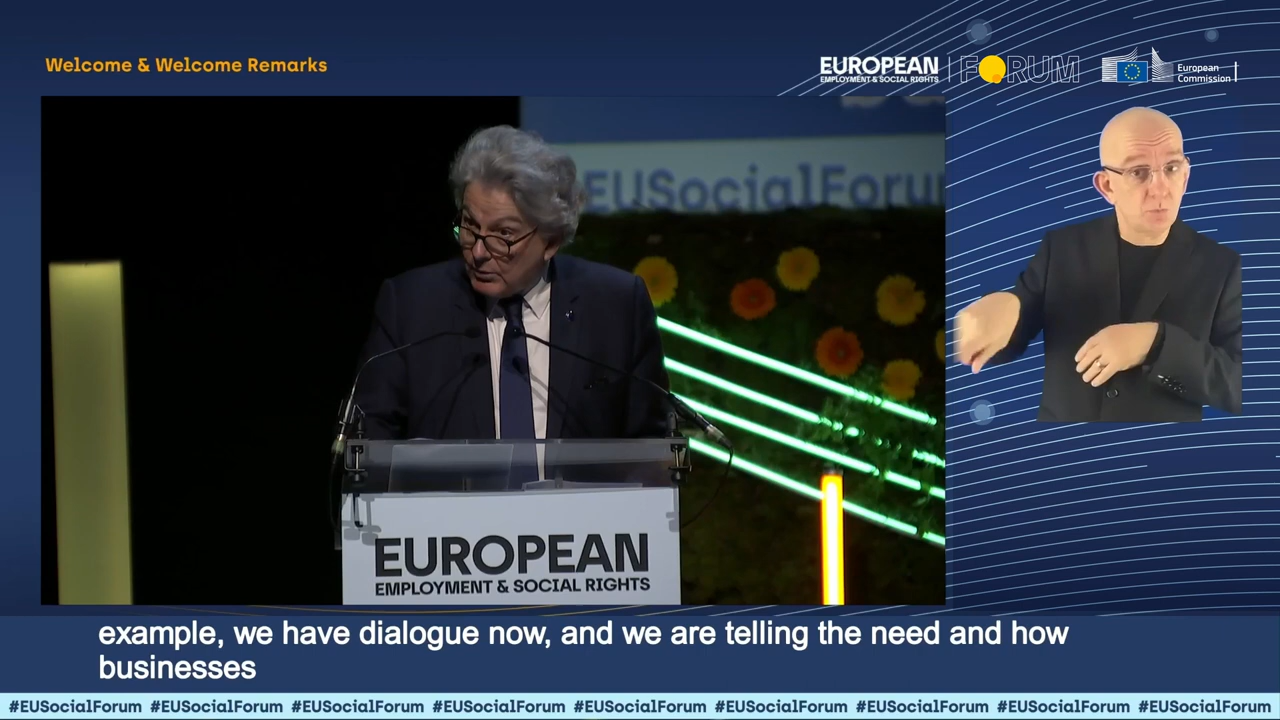 Welcome & Welcome Remarks
EUROPEAN
EMPLOYMENT & SOCIAL RIGHTS
FORUM
European
Commission
#EUSocialForum
EUROPEAN
EMPLOYMENT & SOCIAL RIGHTS
example, we have dialogue now, and we are telling the need and how
businesses
#EUSocialForum #EUSocialForum #EUSocialForum #EUSocialForum #EUSocialForum #EUSocialForum #EUSocialForum #EUSocialForum #EUSocialForum